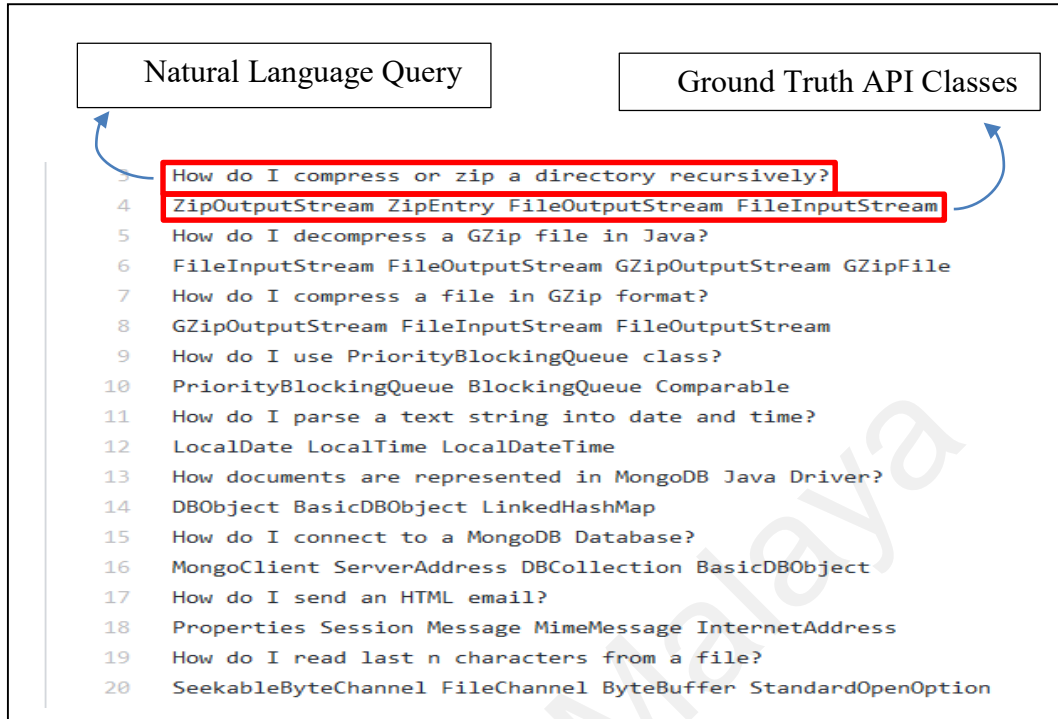 Natural Language Query
Ground Truth API Classes
3 How do I compress or zip a directory recursively?
4 ZipOutputStream ZipEntry FileOutputStream FileInputStream
5 How do I decompress a GZip file in Java?
6 FileInputStream FileOutputStream GZipOutputStream GZipFile
7 How do I compress a file in GZip format?
8 GZipOutputStream FileInputStream FileOutputStream
9 How do I use PriorityBlockingQueue class?
10 PriorityBlockingQueue BlockingQueue Comparable
11 How do I parse a text string into date and time?
12 LocalDate LocalTime LocalDateTime
13 How documents are represented in MongoDB Java Driver?
14 DBObject BasicDBObject LinkedHashMap
15 How do I connect to a MongoDB Database?
16 MongoClient ServerAddress DBCollection BasicDBObject
17 How do I send an HTML email?
18 Properties Session Message MimeMessage InternetAddress
19 How do I read last n characters from a file?
20 SeekableByteChannel FileChannel ByteBuffer StandardOpenOption
Malaya